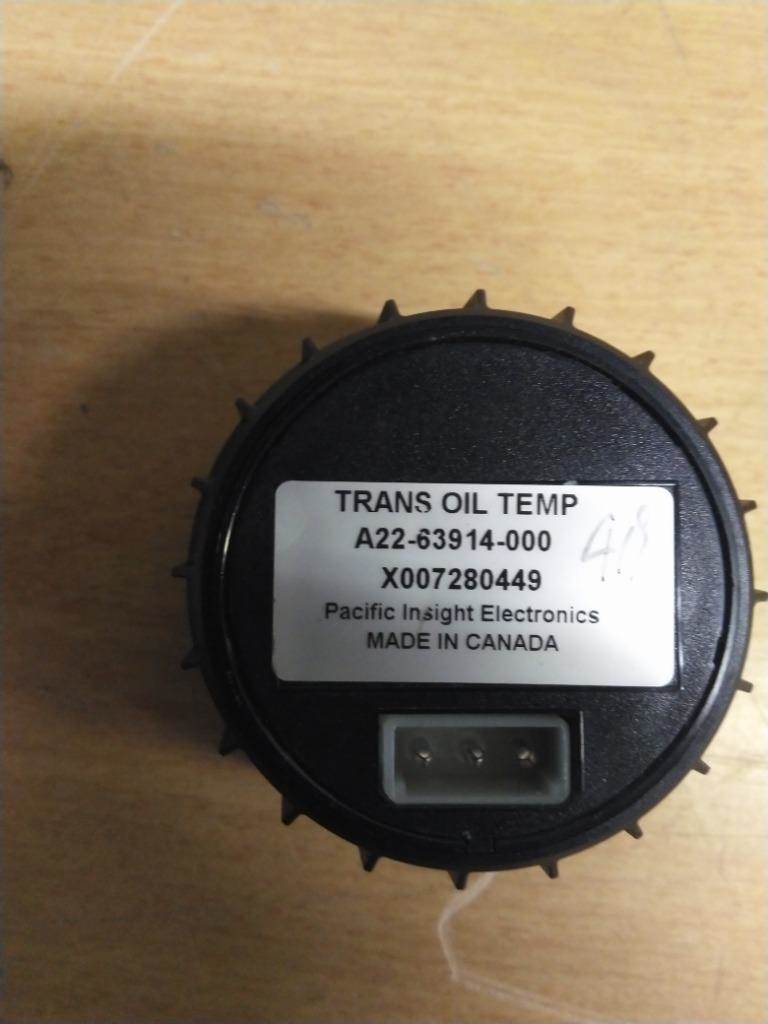 TRANS OIL TEMP
A22-63914-000
X007280449
Pacific Insight Electronics
MADE IN CANADA